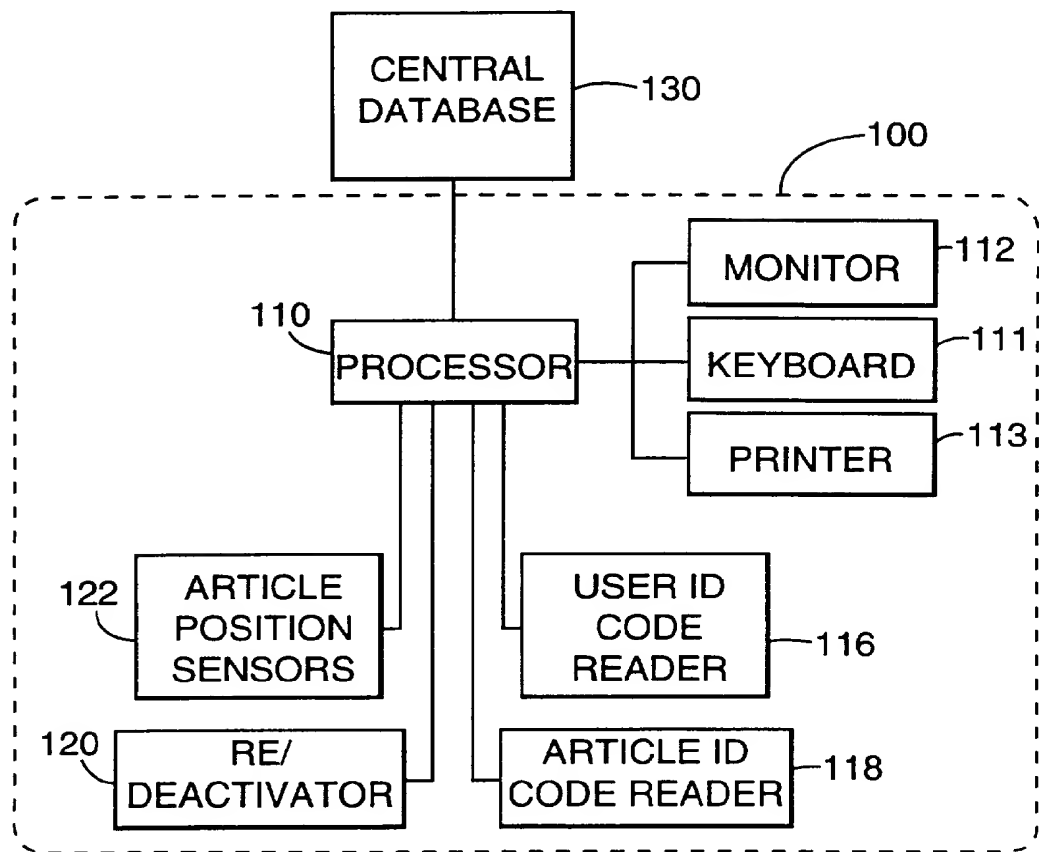 CENTRAL
DATABASE
130
100
MONITOR
112
110
PROCESSOR
KEYBOARD
111
PRINTER
113
122
ARTICLE
POSITION
SENSORS
USER ID
CODE
READER
116
120
RE/
DEACTIVATOR
ARTICLE ID
CODE READER
118